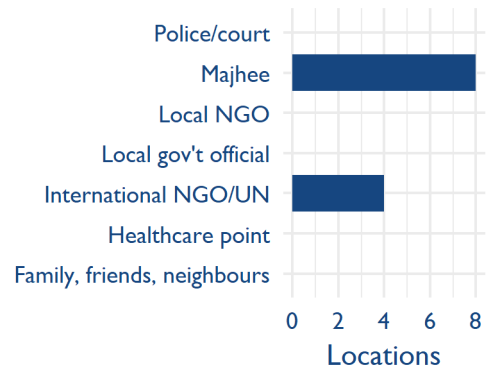 Police/court
Majhee
Local NGO
Local gov't official
International NGO/UN
Healthcare point
Family, friends, neighbours
0 2 4 6 8
Locations